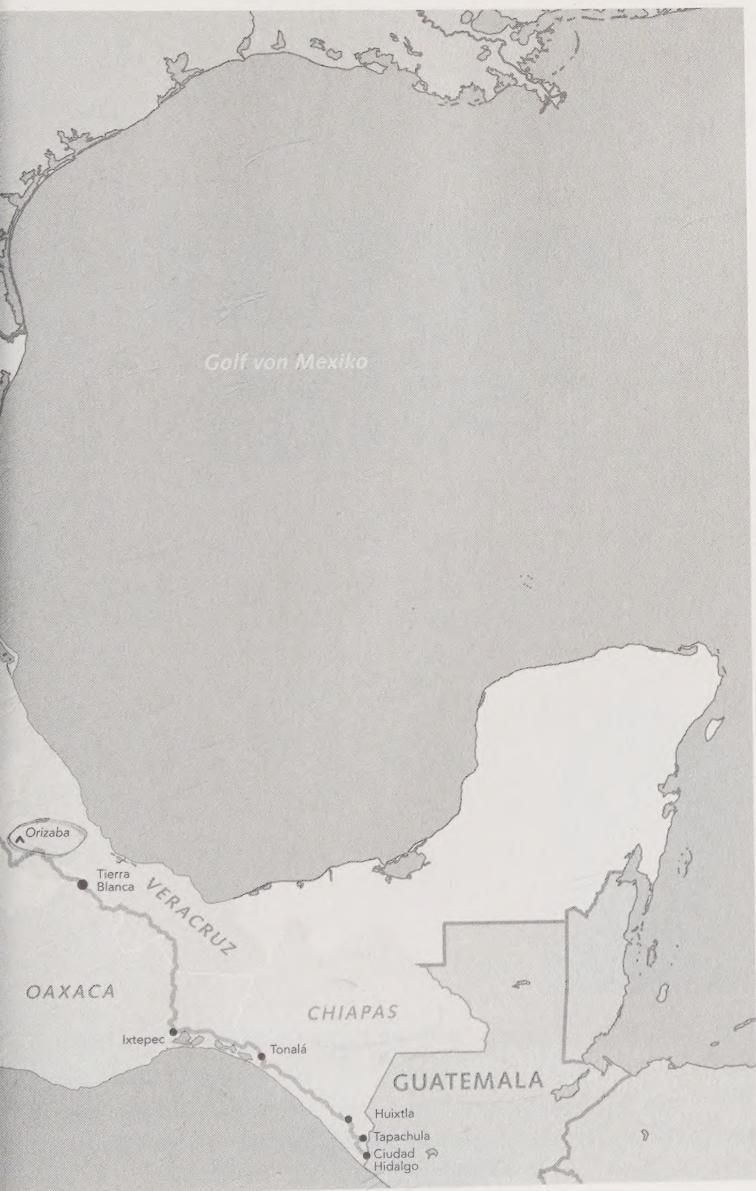 Golf von Mexiko
Orizaba
Tierra
Blanca
VERACRUZ
OAXACA
CHIAPAS
Ixtepec
Tonalá
GUATEMALA
Huixtla
Tapachula
Ciudad
Hidalgo